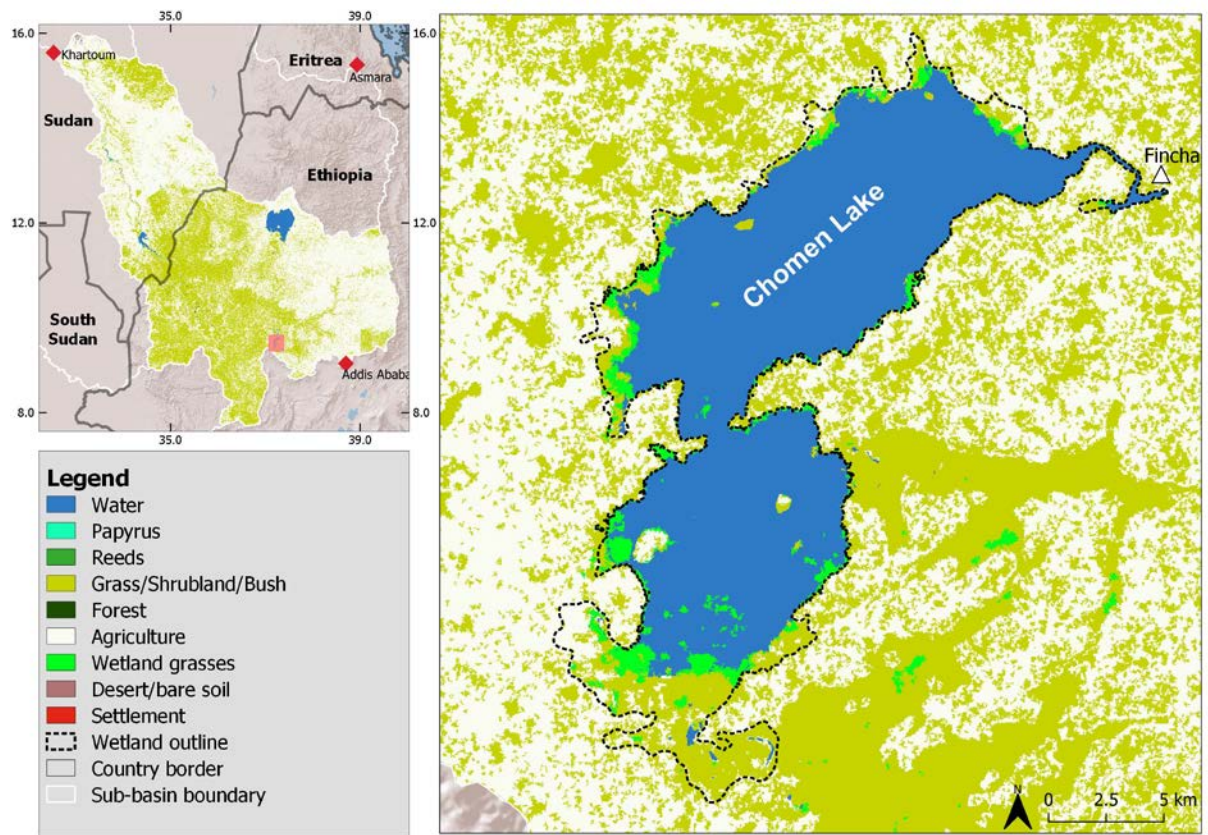 35.0
39.0
16.0
16.0
Khartoum
Eritrea
Asmara
Sudan
Ethiopia
12.0
12.0
South
Sudan
Addis Ababa
8.0
8.0
35.0
39.0
Legend
Water
Papyrus
Reeds
Grass/Shrubland/Bush
Forest
Agriculture
Wetland grasses
Desert/bare soil
Settlement
Wetland outline
Country border
Sub-basin boundary
Fincha
Chomen Lake
N
0 2.5 5 km